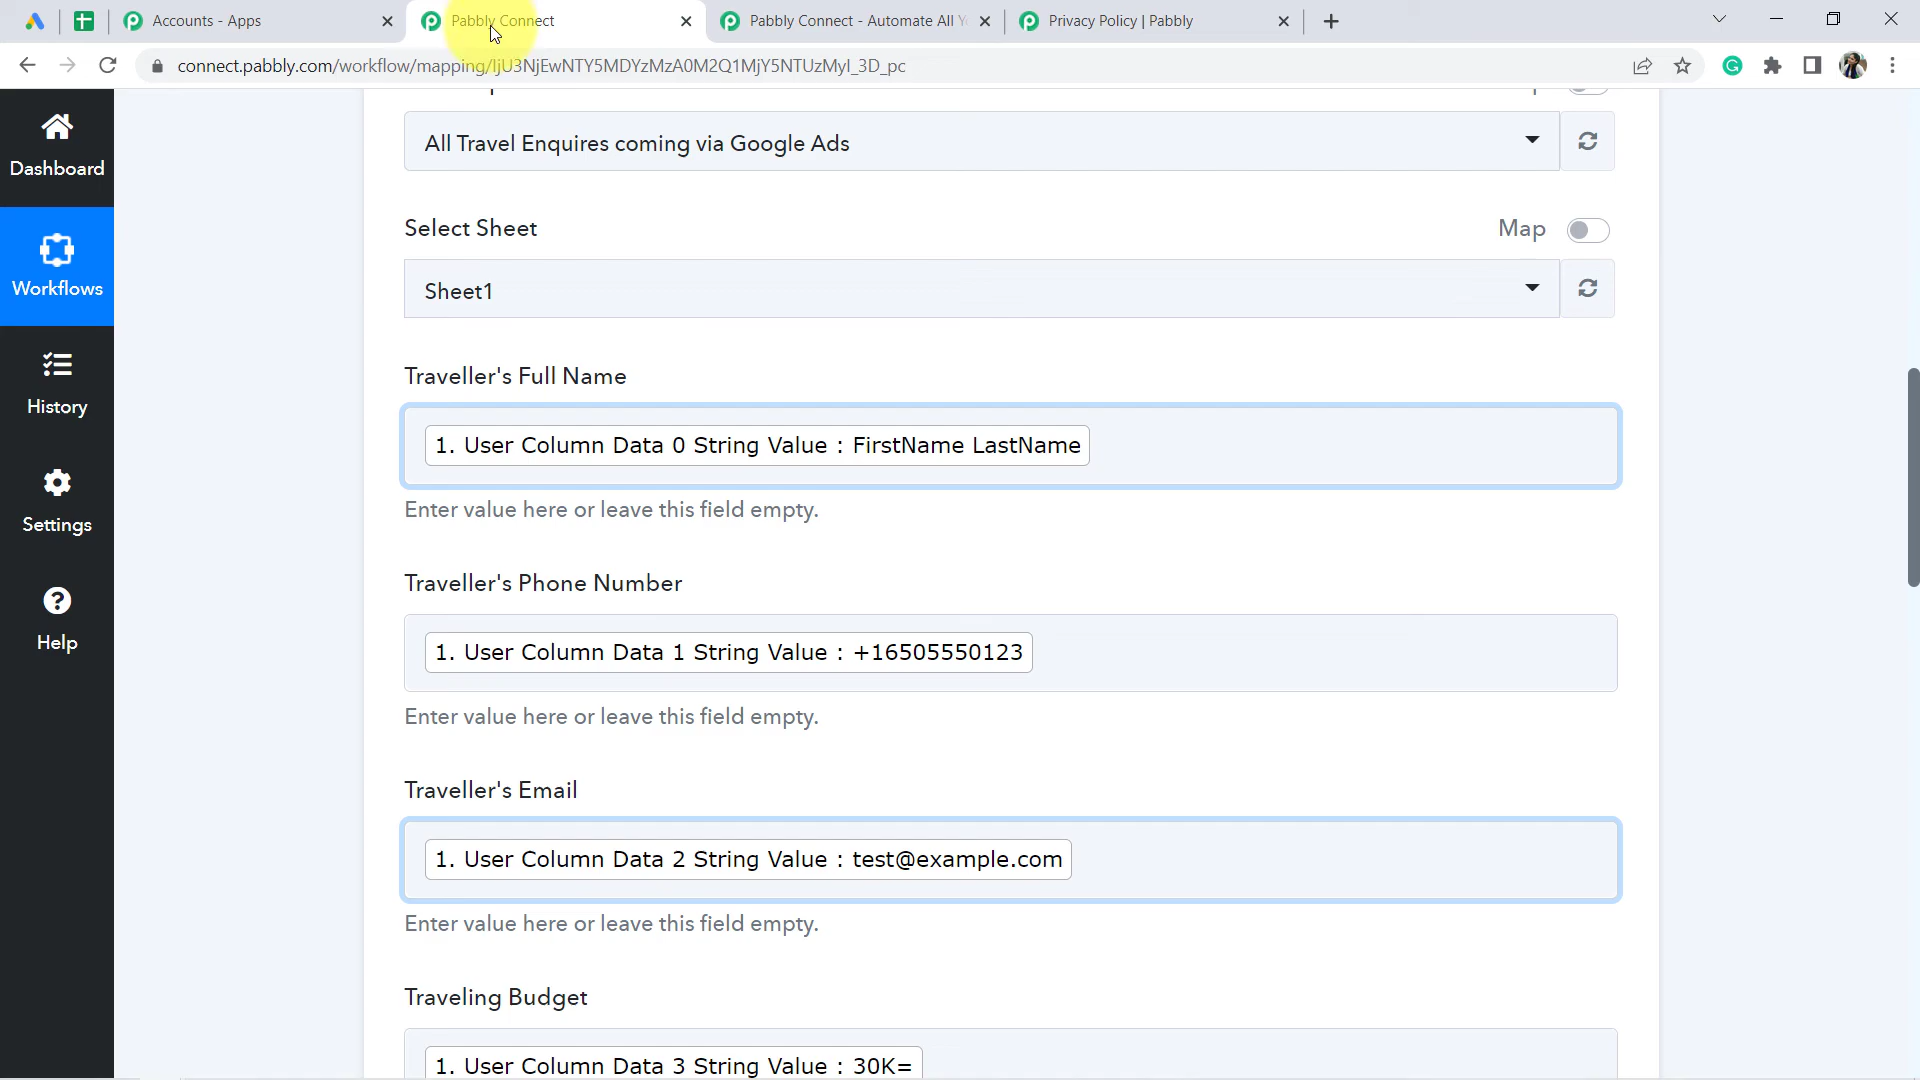 Accounts - Apps
Pabbly Connect
Pabbly Connect - Automate All Y
Privacy Policy | Pabbly
connect.pabbly.com/workflow/mapping/IjU3NjEwNTY5MDYzMzA0M2Q1MjY5NTUzMyI_3D_pc
Dashboard
Workflows
History
Settings
Help
All Travel Enquires coming via Google Ads
Select Sheet
Map
Sheet1
Traveller's Full Name
1. User Column Data 0 String Value : FirstName LastName
Enter value here or leave this field empty.
Traveller's Phone Number
1. User Column Data 1 String Value : +16505550123
Enter value here or leave this field empty.
Traveller's Email
1. User Column Data 2 String Value : test@example.com
Enter value here or leave this field empty.
Traveling Budget
1. User Column Data 3 String Value : 30K=